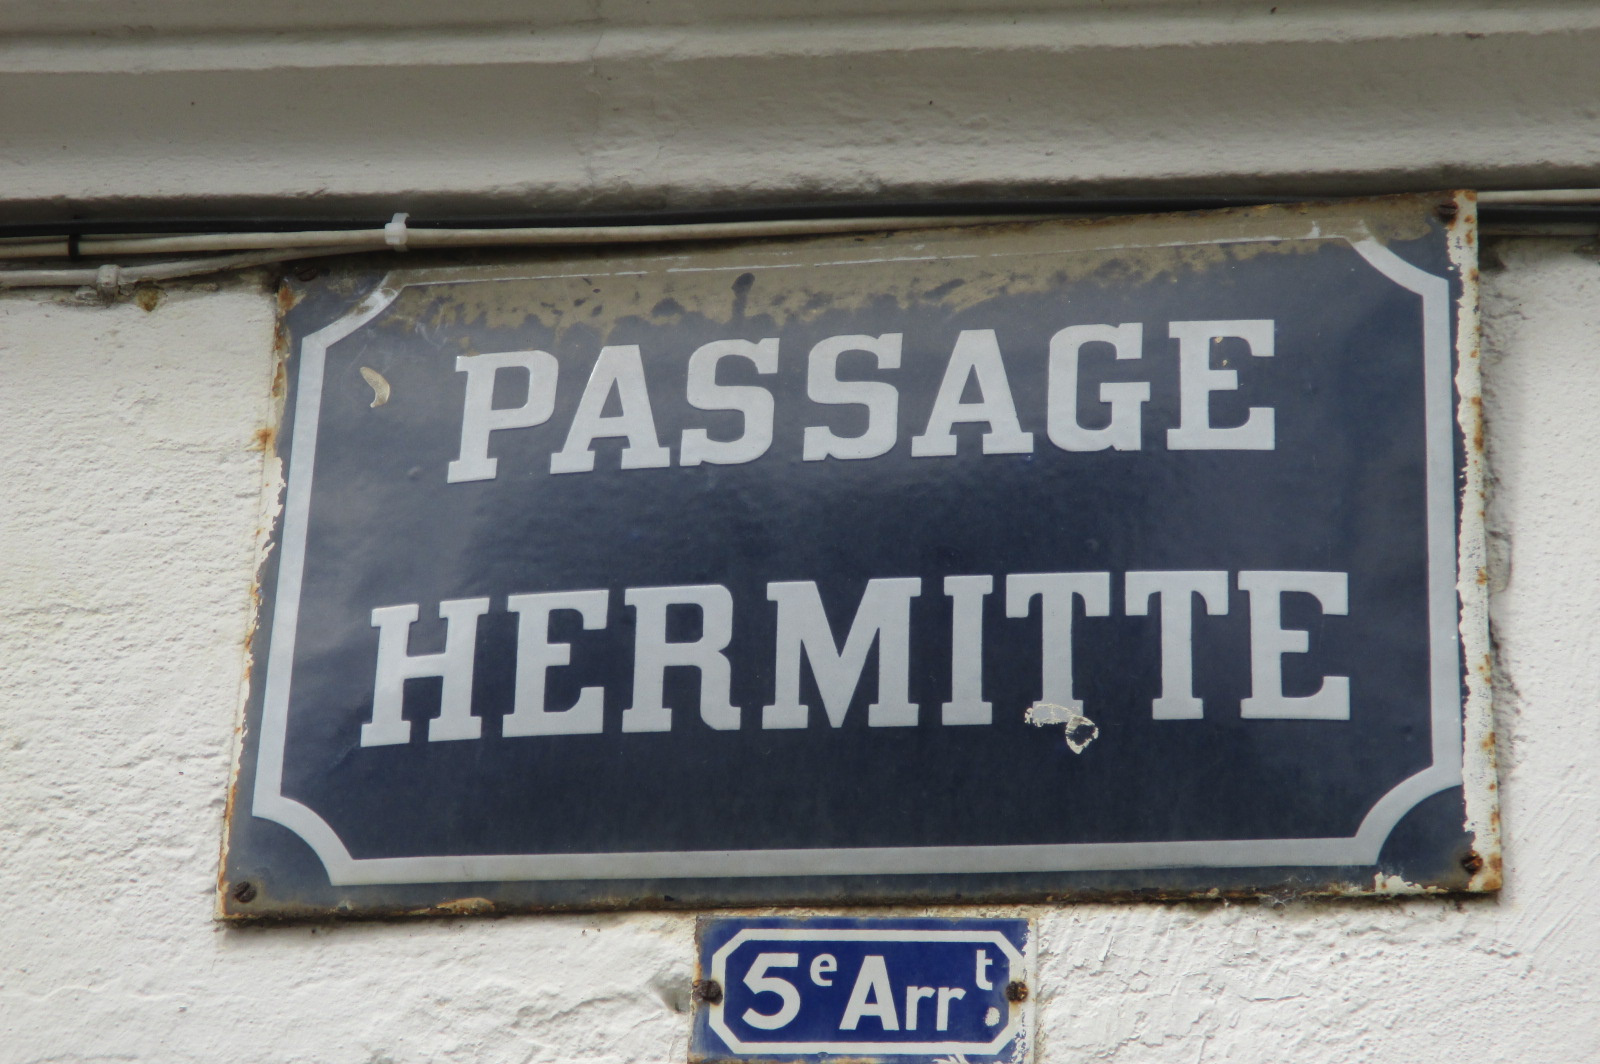 PASSAGE
HERMITTE
5e Arrt.